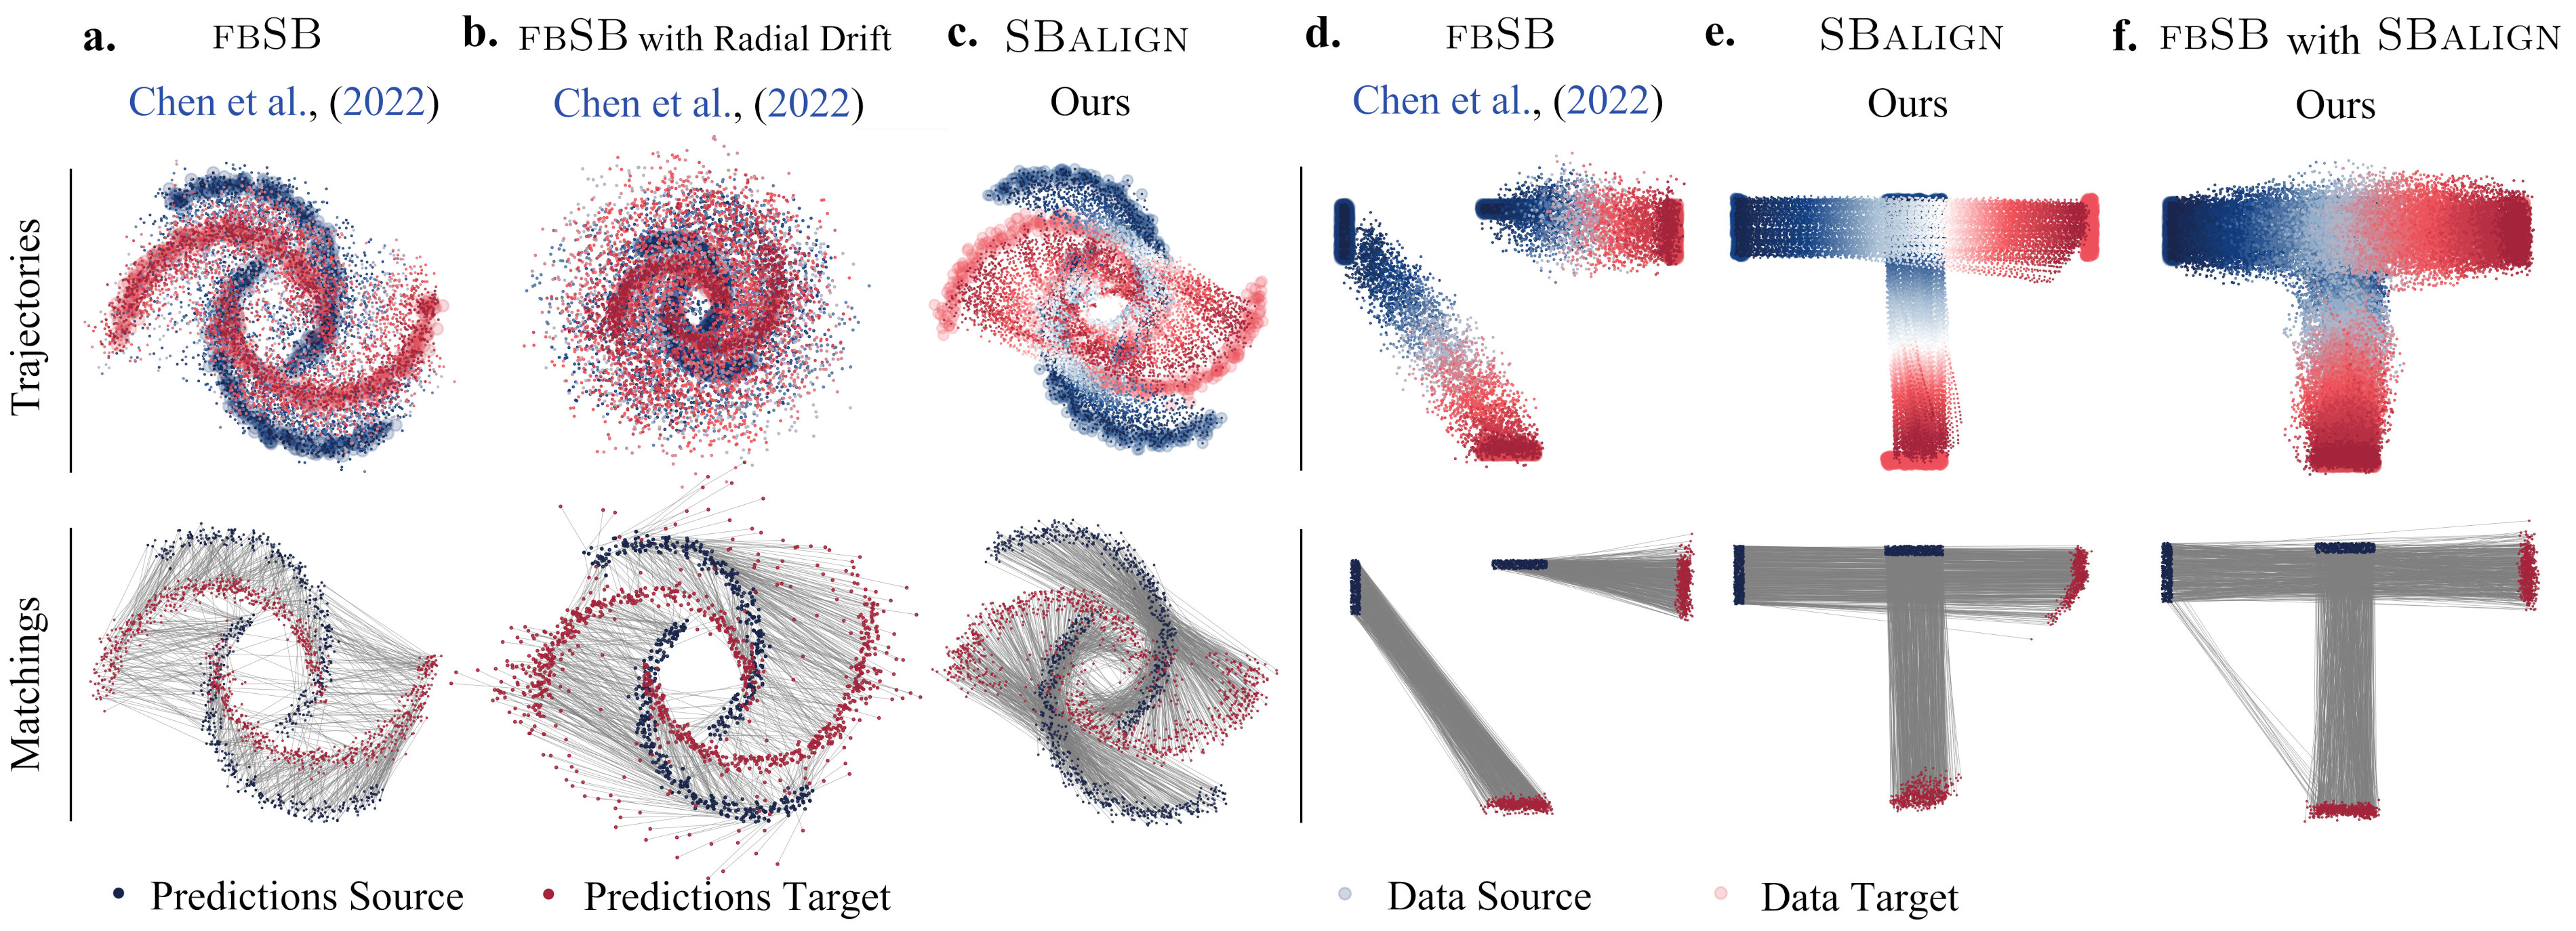 a. FBSB
Chen et al., (2022)
b. FBSB with Radial Drift
Chen et al., (2022)
c. SBALIGN
Ours
d. FBSB
Chen et al., (2022)
e. SBALIGN
Ours
f. FBSB with SBALIGN
Ours
Trajectories
Matchings
Predictions Source
Predictions Target
Data Source
Data Target